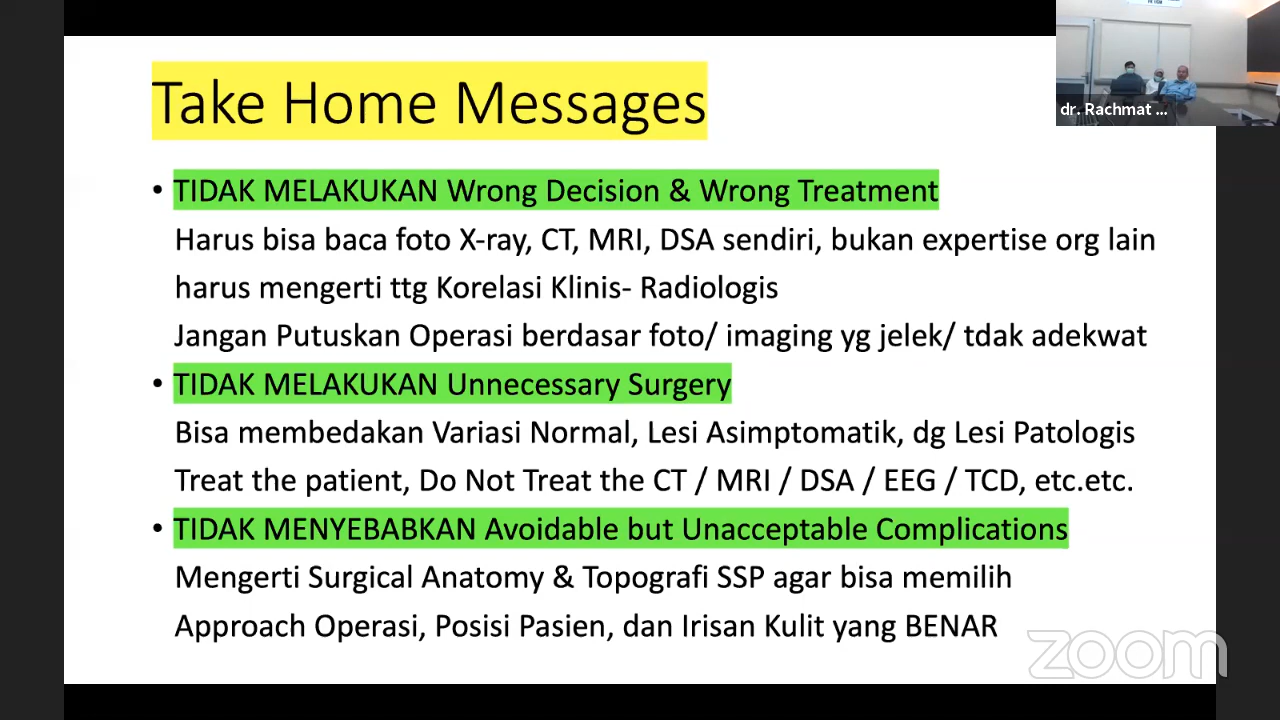 Take Home Messages
• TIDAK MELAKUKAN Wrong Decision & Wrong Treatment
Harus bisa baca foto X-ray, CT, MRI, DSA sendiri, bukan expertise org lain
harus mengerti ttg Korelasi Klinis- Radiologis
Jangan Putuskan Operasi berdasar foto/ imaging yg jelek/ tdak adekwat
• TIDAK MELAKUKAN Unnecessary Surgery
Bisa membedakan Variasi Normal, Lesi Asimptomatik, dg Lesi Patologis
Treat the patient, Do Not Treat the CT / MRI / DSA / EEG / TCD, etc.etc.
• TIDAK MENYEBABKAN Avoidable but Unacceptable Complications
Mengerti Surgical Anatomy & Topografi SSP agar bisa memilih
Approach Operasi, Posisi Pasien, dan Irisan Kulit yang BENAR
dr. Rachmat ...
zoom